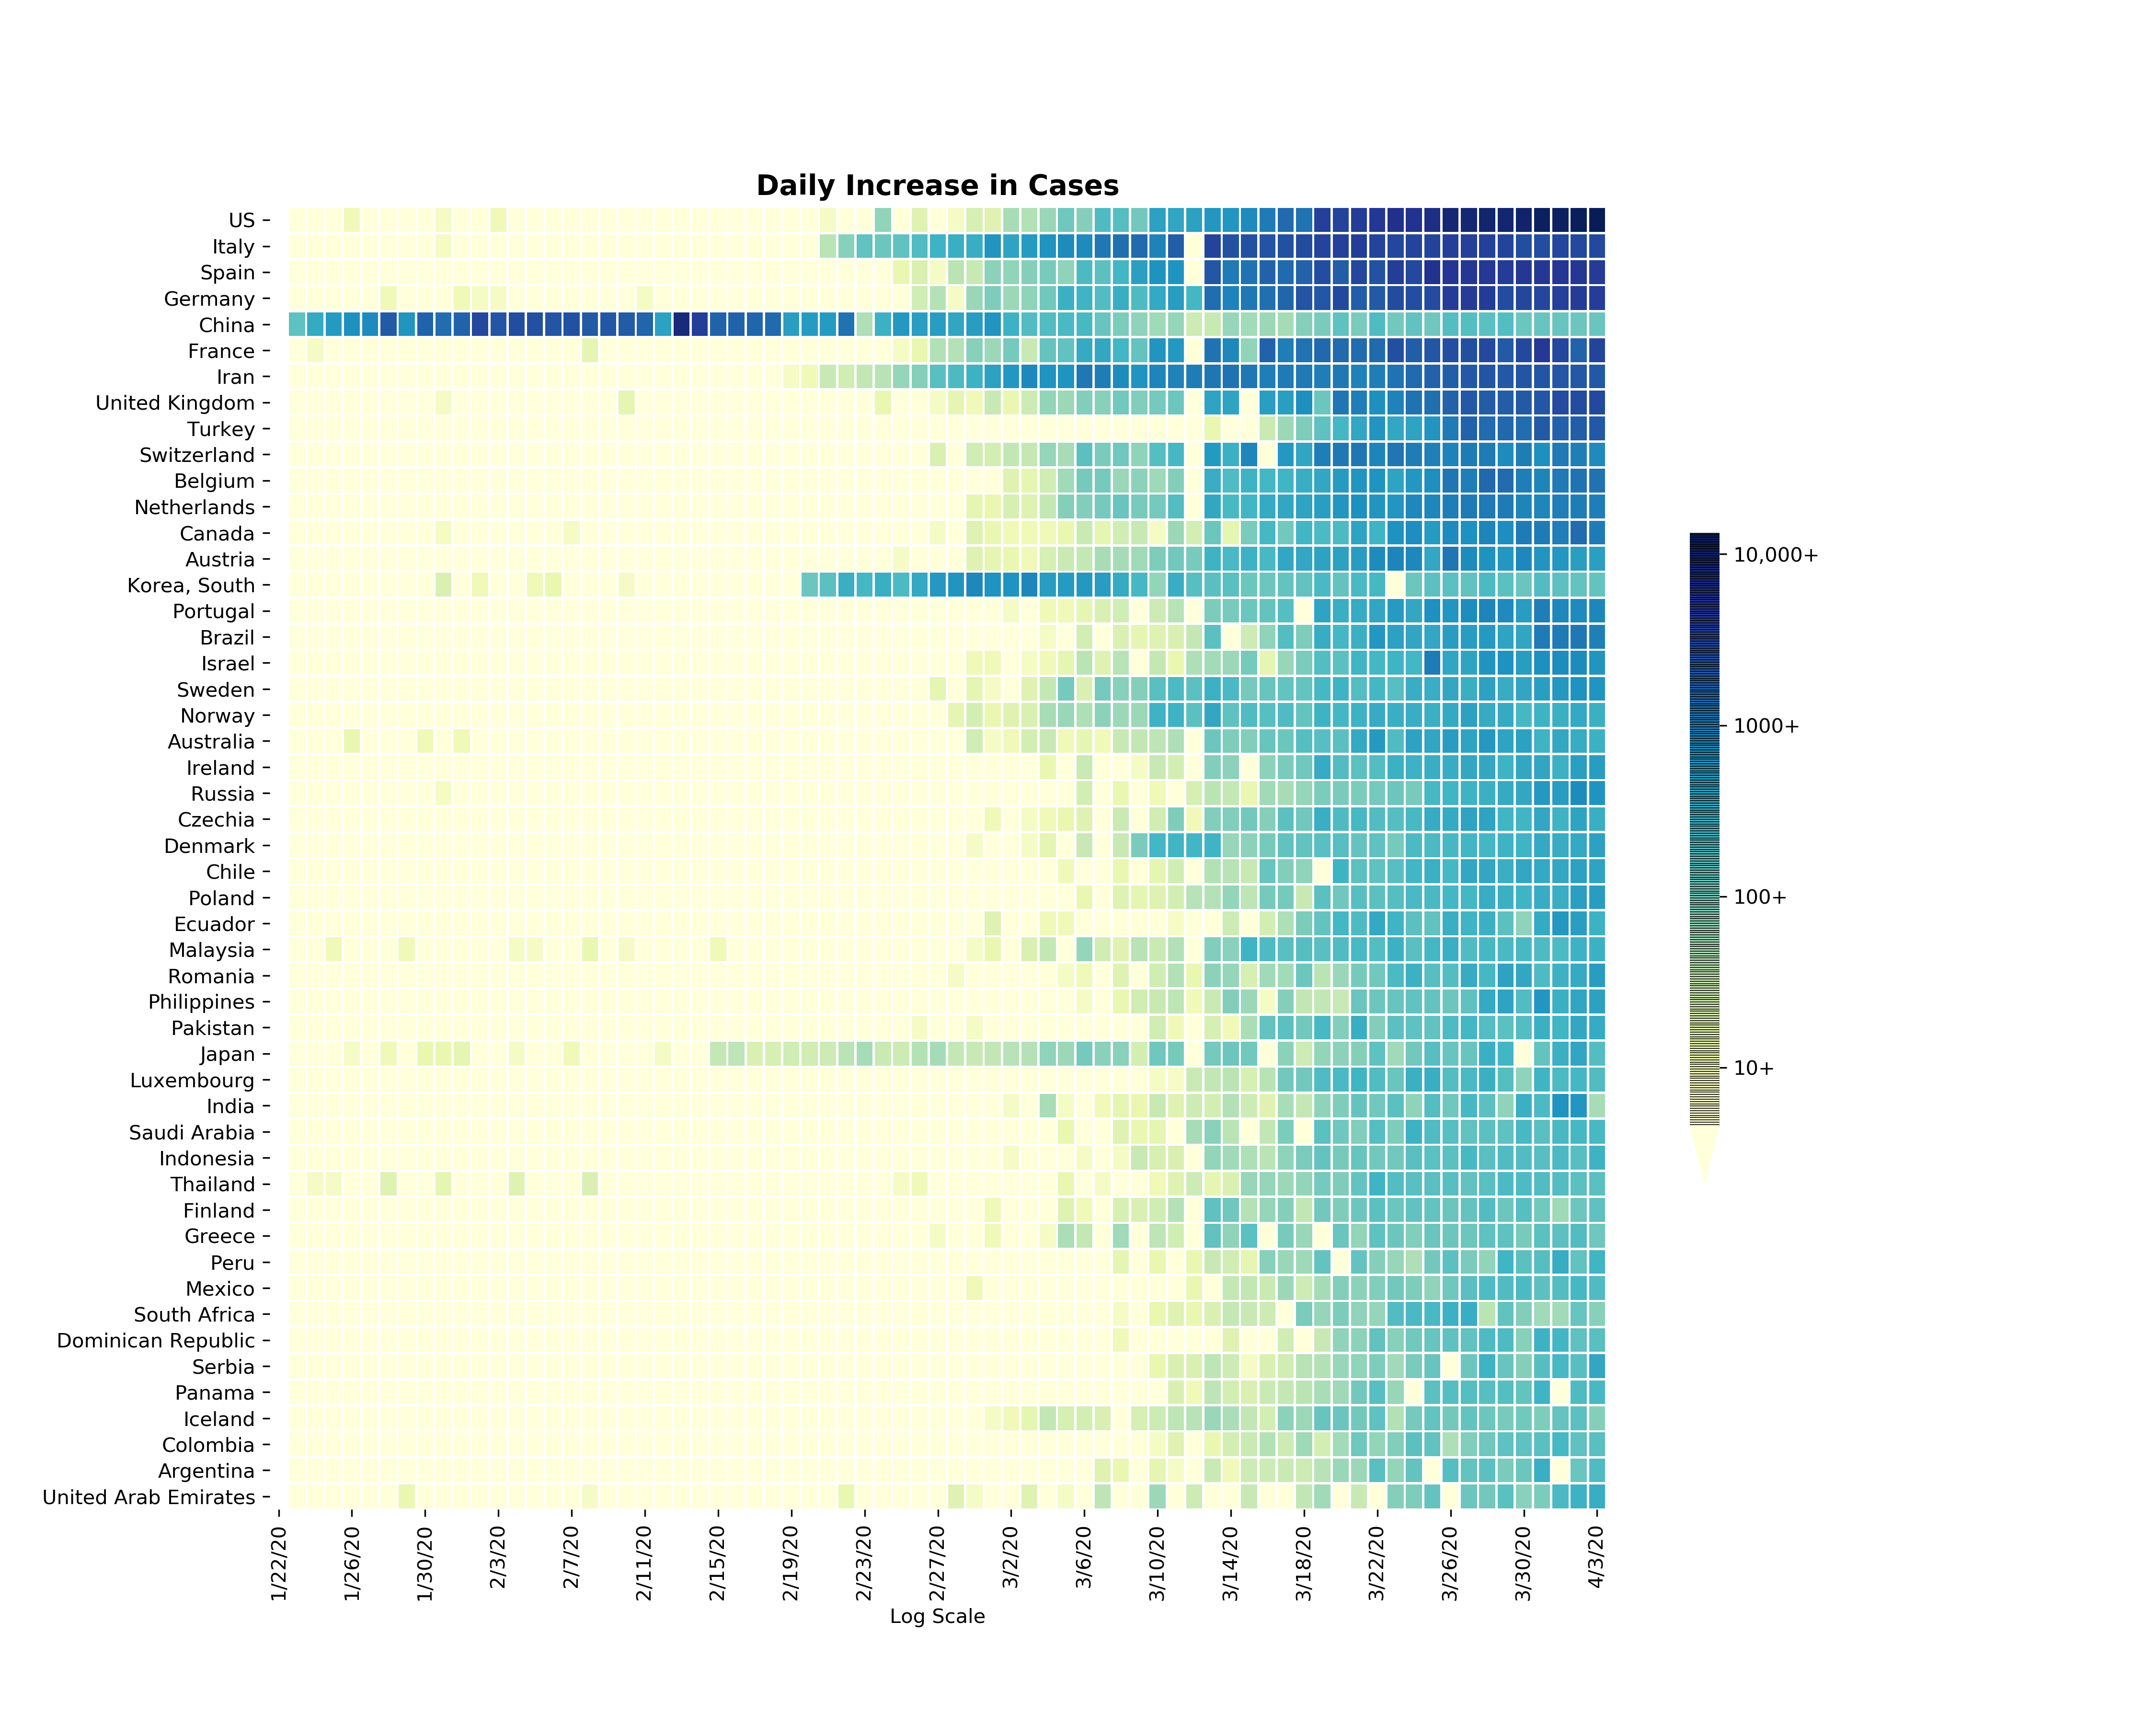 Daily Increase in Cases
US
Italy
Spain
Germany
China
France
Iran
United Kingdom
Turkey
Switzerland
Belgium
Netherlands
Canada
Austria
Korea, South
Portugal
Brazil
Israel
Sweden
Norway
Australia
Ireland
Russia
Czechia
Denmark
Chile
Poland
Ecuador
Malaysia
Romania
Philippines
Pakistan
Japan
Luxembourg
India
Saudi Arabia
Indonesia
Thailand
Finland
Greece
Peru
Mexico
South Africa
Dominican Republic
Serbia
Panama
Iceland
Colombia
Argentina
United Arab Emirates
1/22/20
1/26/20
1/30/20
2/3/20
2/7/20
2/11/20
2/15/20
2/19/20
2/23/20
2/27/20
3/2/20
3/6/20
3/10/20
3/14/20
3/18/20
3/22/20
3/26/20
3/30/20
4/3/20
Log Scale
10,000+
1000+
100+
10+